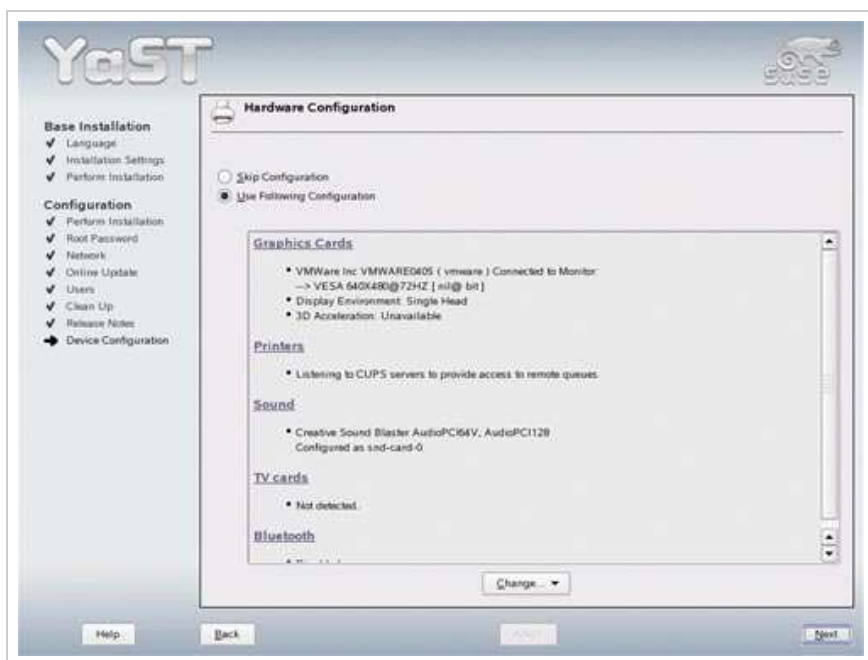 YaST
suse
Base Installation
Language
Installation Settings
Perform Installation
Configuration
Perform Installation
Root Password
Network
Online Update
Users
Clean Up
Release Notes
Device Configuration
Hardware Configuration
Skip Configuration
Use Following Configuration
Graphics Cards
• VMWare Inc VMWARE0405 ( vmware ) Connected to Monitor:
--> VESA 640X480@72HZ [ nil@ bit ]
• Display Environment: Single Head
• 3D Acceleration: Unavailable
Printers
• Listening to CUPS servers to provide access to remote queues
Sound
• Creative Sound Blaster AudioPCI64V, AudioPCI128
Configured as snd-card-0
TV cards
• Not detected.
Bluetooth
Change...
Help
Back
Next